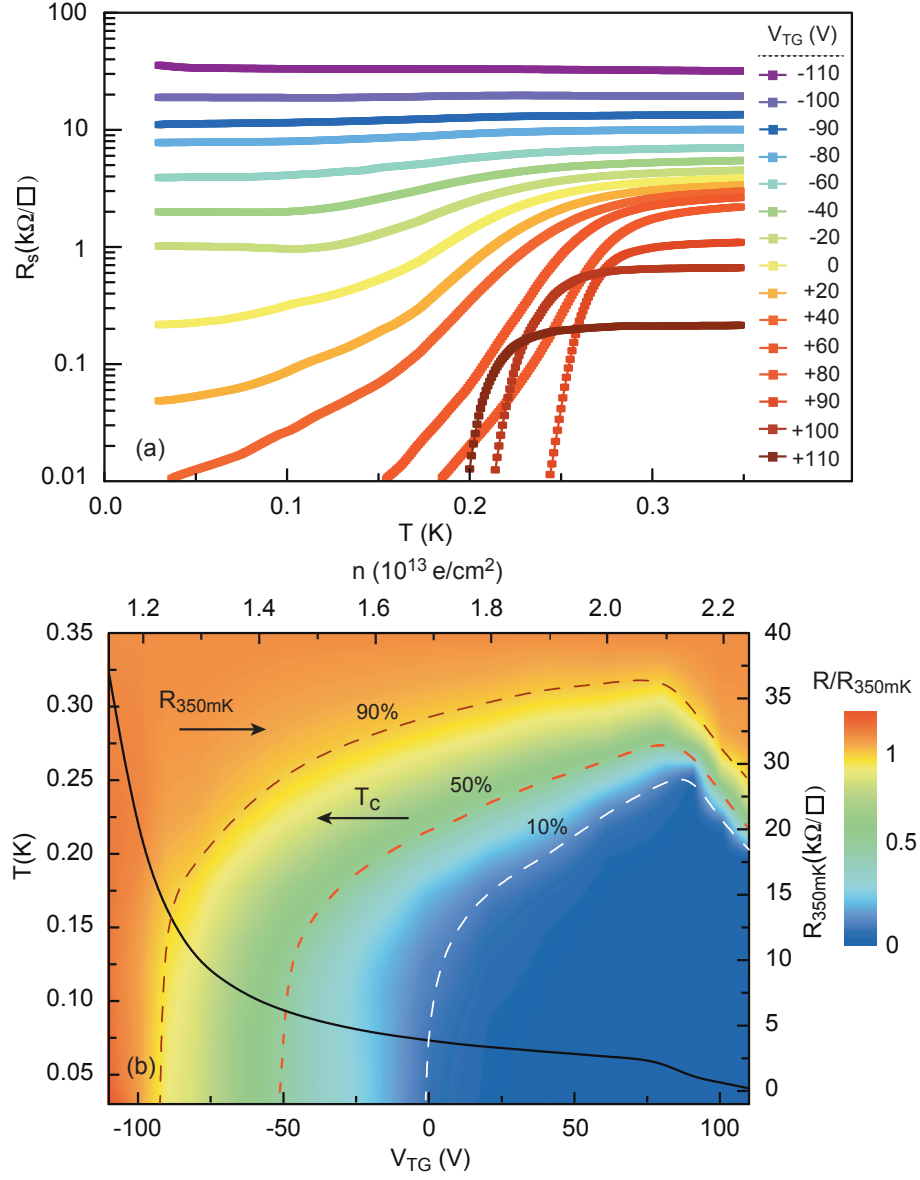 100
10
1
0.1
0.01
R_s(kΩ/□)
(a)
0.0 0.1 0.2 0.3
T (K)
V_TG (V)
-110
-100
-90
-80
-60
-40
-20
0
+20
+40
+60
+80
+90
+100
+110
n (10^13 e/cm^2)
1.2 1.4 1.6 1.8 2.0 2.2
0.35
0.30
0.25
0.20
0.15
0.10
0.05
T(K)
R_350mK
90%
T_C
50%
10%
(b)
40
35
30
25
20
15
10
5
0
R_350mK(kΩ/□)
R/R_350mK
1
0.5
0
-100 -50 0 50 100
V_TG (V)